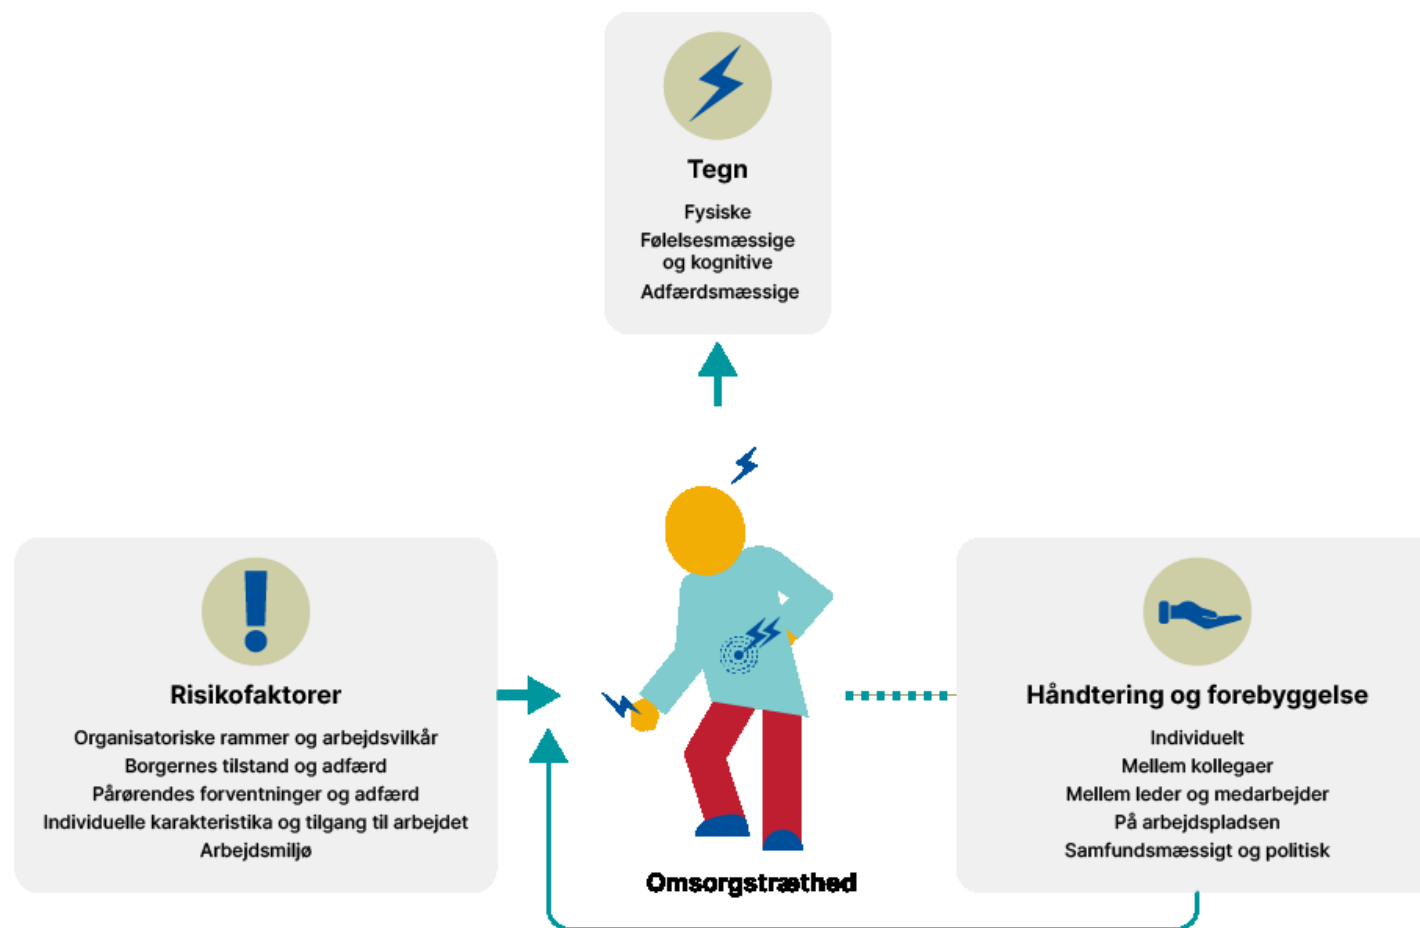 Tegn
Fysiske
Følelsesmæssige
og kognitive
Adfærdsmæssige
Risikofaktorer
Organisatoriske rammer og arbejdsvilkår
Borgernes tilstand og adfærd
Pårørendes forventninger og adfærd
Individuelle karakteristika og tilgang til arbejdet
Arbejdsmiljø
Omsorgstræthed
Håndtering og forebyggelse
Individuelt
Mellem kollegaer
Mellem leder og medarbejder
På arbejdspladsen
Samfundsmæssigt og politisk